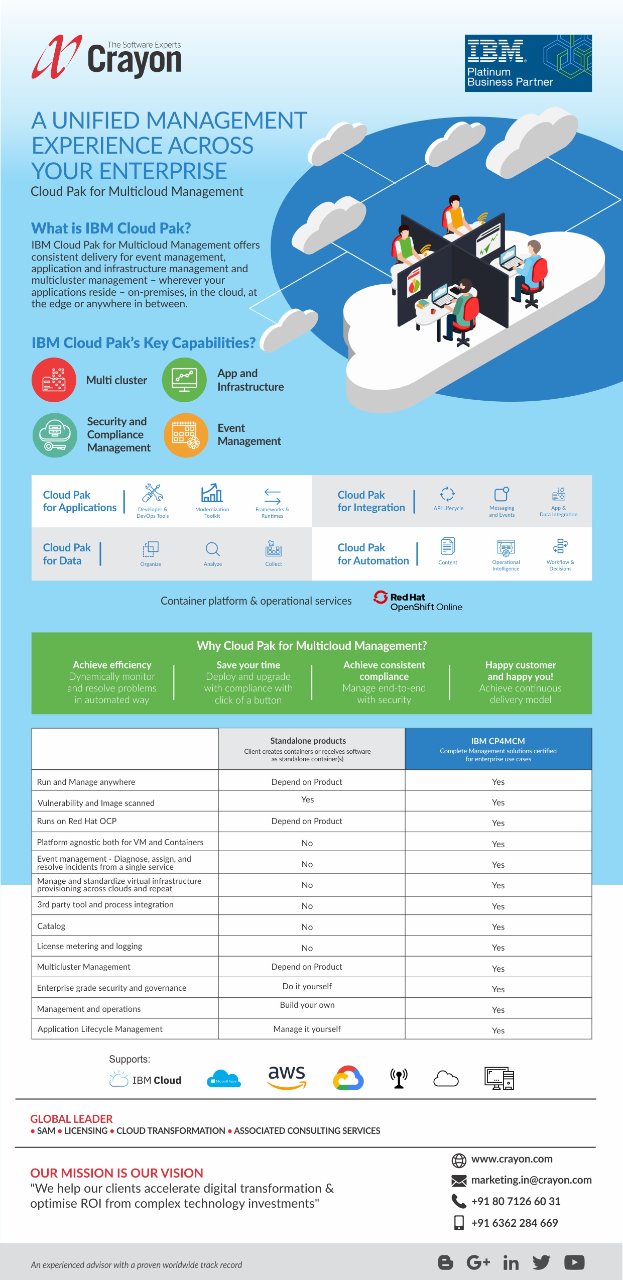 The Software Experts
Crayon
IBM
Platinum
Business Partner
A UNIFIED MANAGEMENT
EXPERIENCE ACROSS
YOUR ENTERPRISE
Cloud Pak for Multicloud Management
What is IBM Cloud Pak?
IBM Cloud Pak for Multicloud Management offers
consistent delivery for event management,
application and infrastructure management and
multicluster management – wherever your
applications reside – on-premises, in the cloud, at
the edge or anywhere in between.
IBM Cloud Pak's Key Capabilities?
Multi cluster
App and
Infrastructure
Security and
Compliance
Management
Event
Management
Cloud Pak
for Applications
Developer &
DevOps Tools
Modernization
Toolkit
Frameworks &
Runtimes
Cloud Pak
for Integration
API Lifecycle
Messaging
and Events
App &
Data Integration
Cloud Pak
for Data
Organize
Analyze
Collect
Cloud Pak
for Automation
Content
Operational
Intelligence
Workflow &
Decisions
Container platform & operational services
Red Hat
OpenShift Online
Why Cloud Pak for Multicloud Management?
Achieve efficiency
Dynamically monitor
and resolve problems
in automated way
Save your time
Deploy and upgrade
with compliance with
click of a button
Achieve consistent
compliance
Manage end-to-end
with security
Happy customer
and happy you!
Achieve continuous
delivery model
Standalone products
Client creates containers or receives software
as standalone container(s)
IBM CP4MCM
Complete Management solutions certified
for enterprise use cases
Run and Manage anywhere Depend on Product Yes
Vulnerability and Image scanned Yes Yes
Runs on Red Hat OCP Depend on Product Yes
Platform agnostic both for VM and Containers No Yes
Event management - Diagnose, assign, and
resolve incidents from a single service No Yes
Manage and standardize virtual infrastructure
provisioning across clouds and repeat No Yes
3rd party tool and process integration No Yes
Catalog No Yes
License metering and logging No Yes
Multicluster Management Depend on Product Yes
Enterprise grade security and governance Do it yourself Yes
Management and operations Build your own Yes
Application Lifecycle Management Manage it yourself Yes
Supports:
IBM Cloud
Microsoft Azure
aws
GLOBAL LEADER
• SAM • LICENSING • CLOUD TRANSFORMATION • ASSOCIATED CONSULTING SERVICES
OUR MISSION IS OUR VISION
"We help our clients accelerate digital transformation &
optimise ROI from complex technology investments"
www.crayon.com
marketing.in@crayon.com
+91 80 7126 60 31
+91 6362 284 669
An experienced advisor with a proven worldwide track record
G+
in